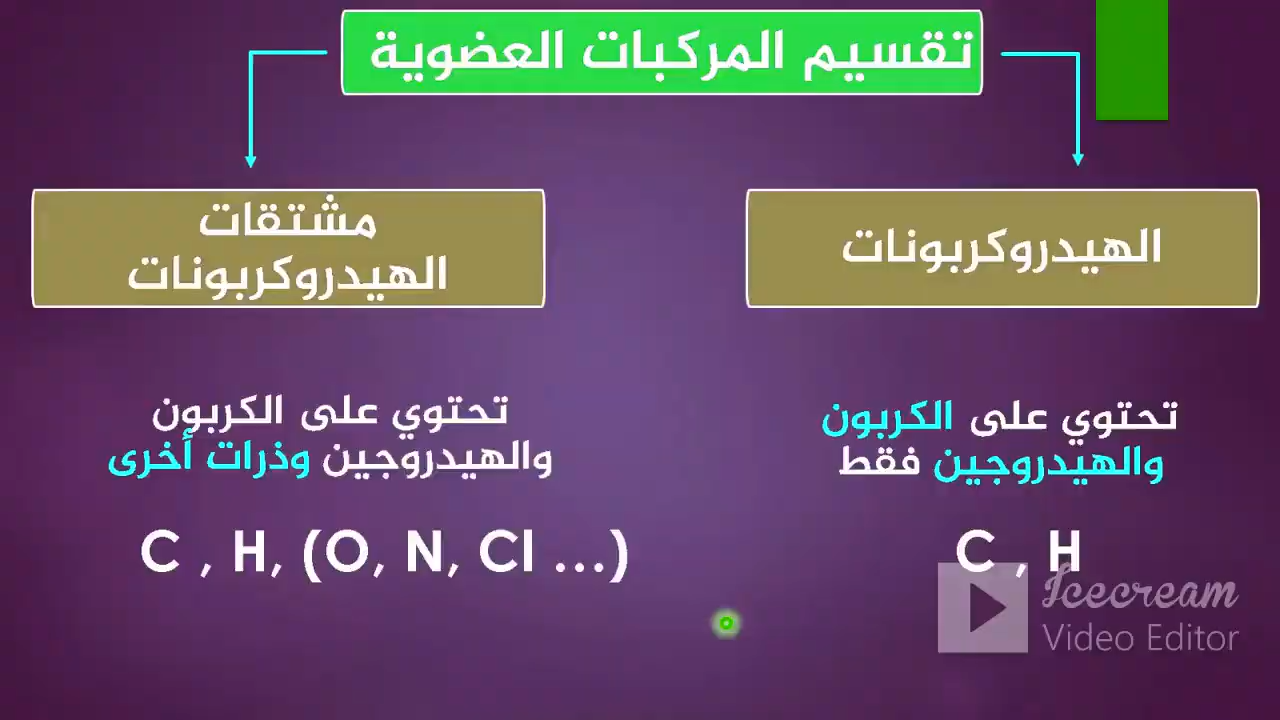 تقسيم المركبات العضوية
الهيدروكربونات
مشتقات
الهيدروكربونات
تحتوي على الكربون
والهيدروجين فقط
C , H
تحتوي على الكربون
والهيدروجين وذرات أخرى
C , H, (O, N, Cl ...)
Icecream
Video Editor